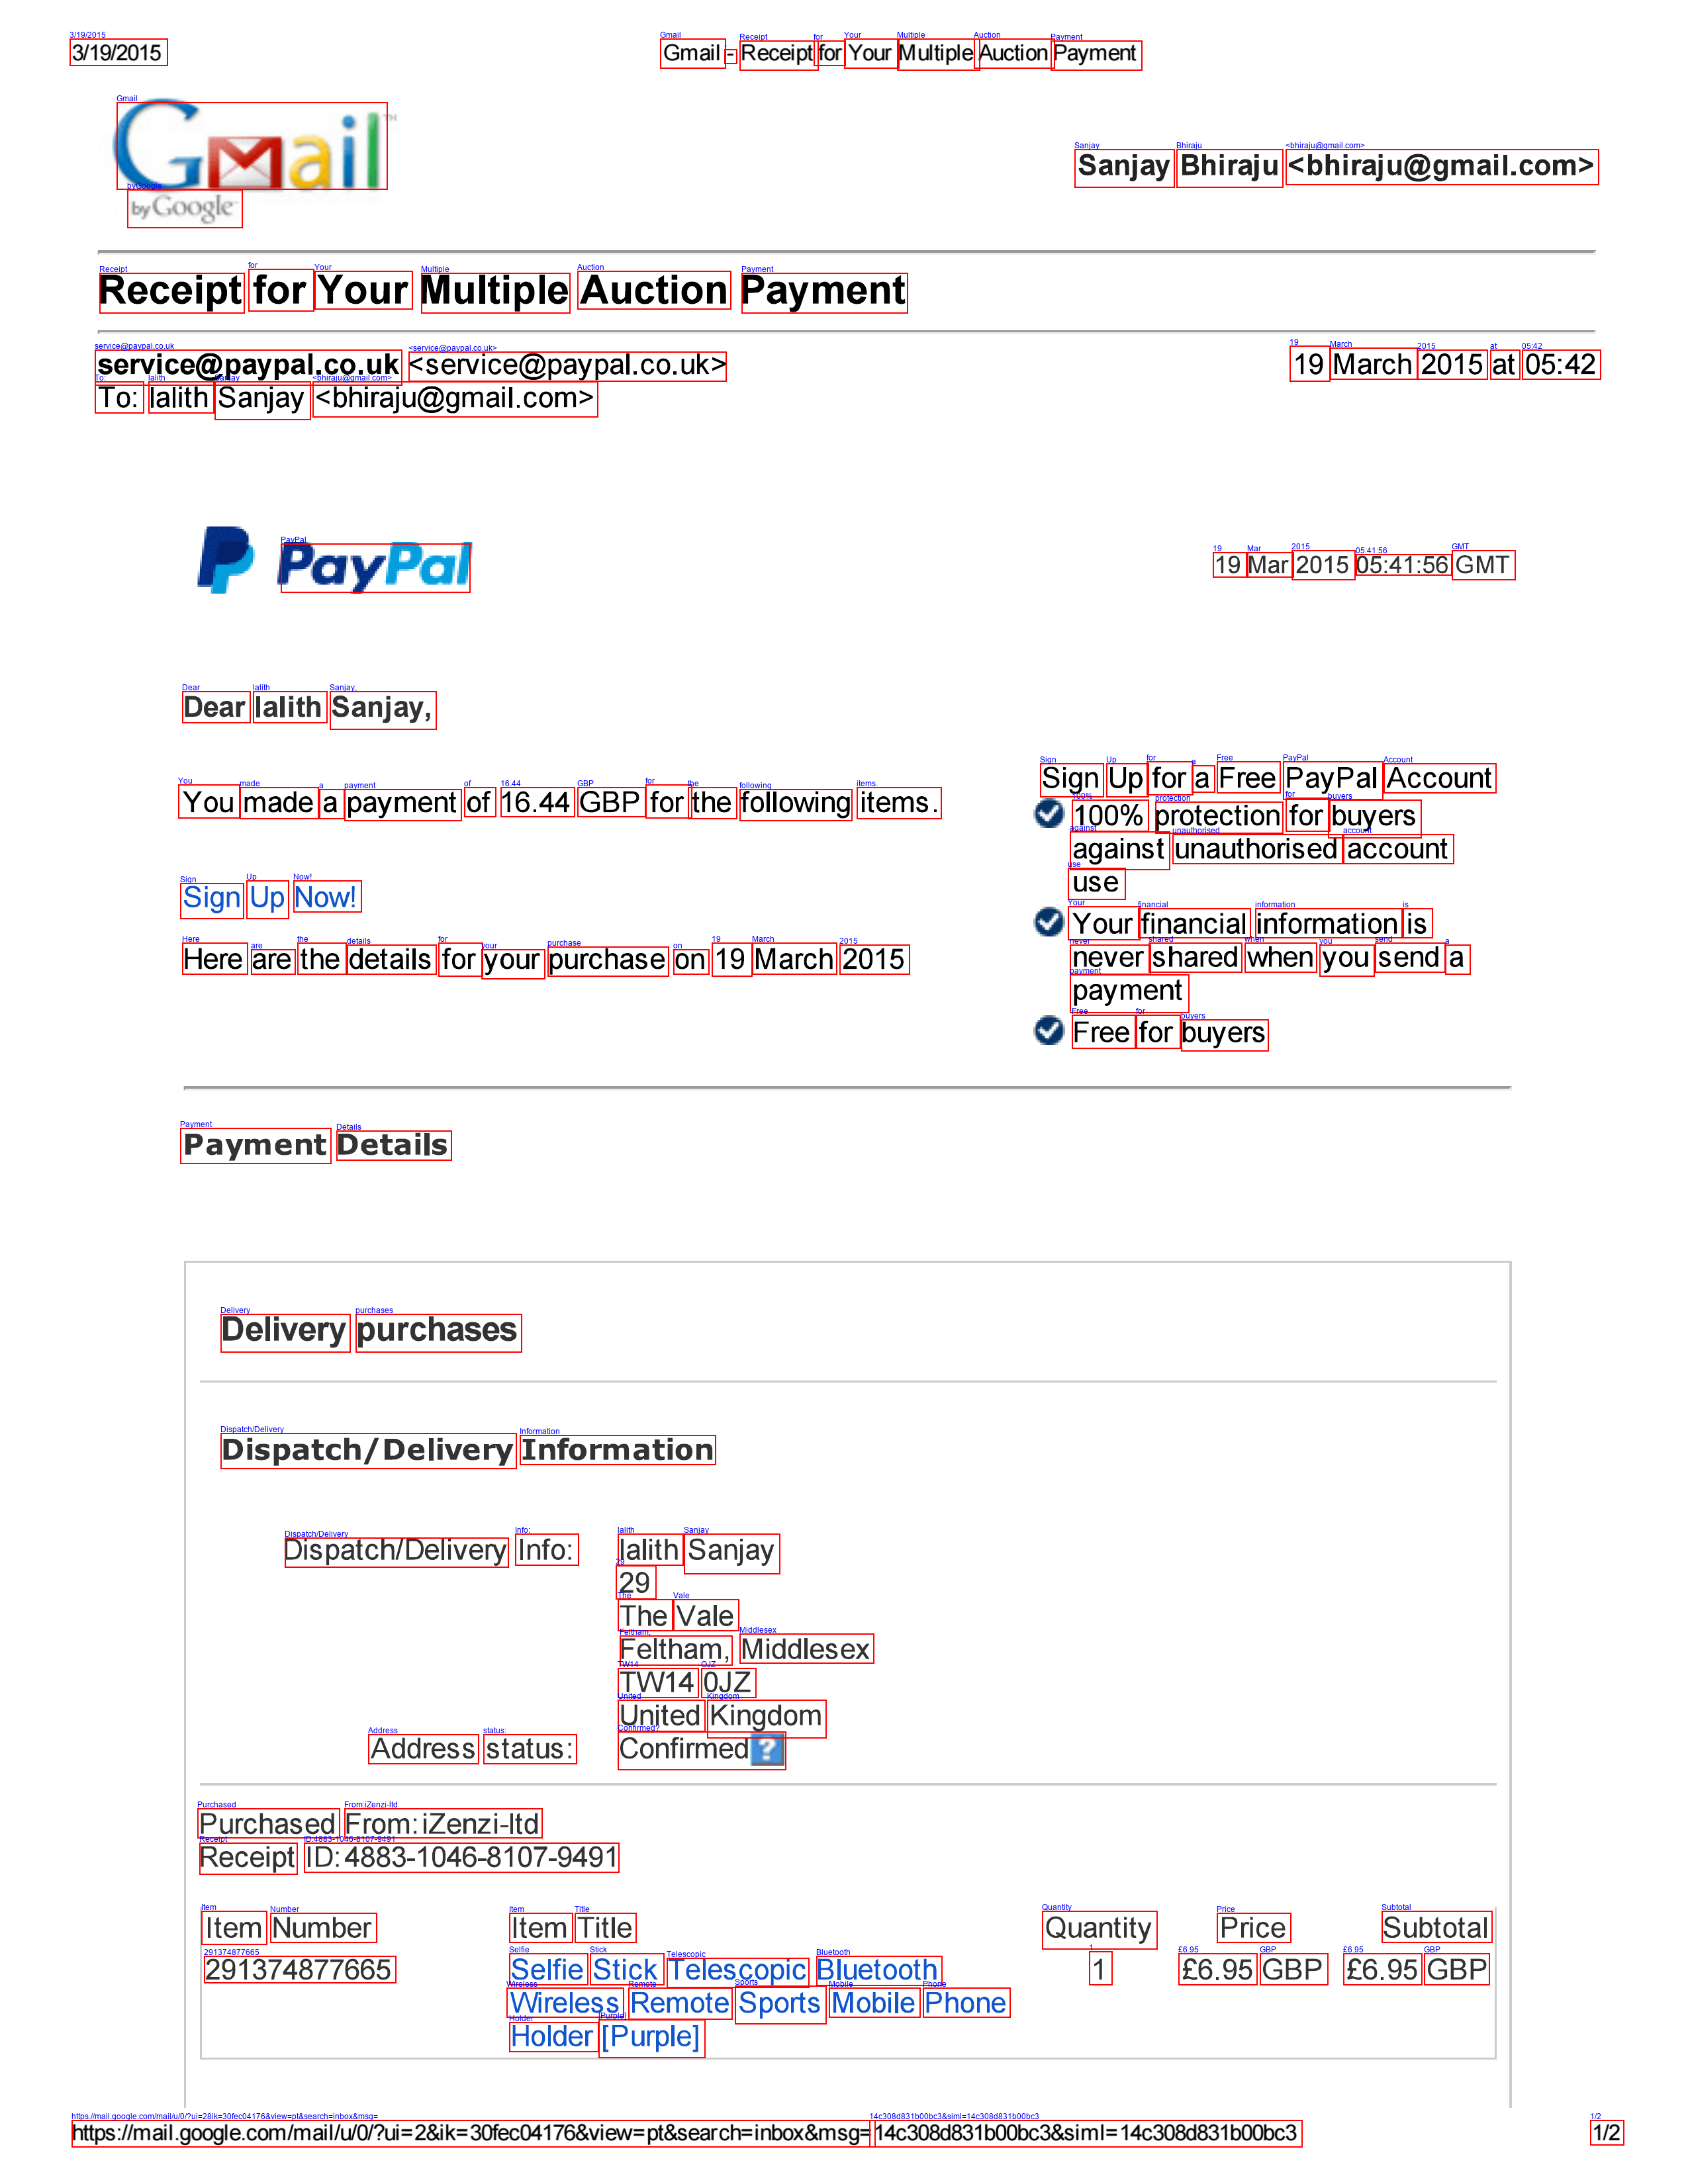 3/19/2015 Gmail - Receipt for Your Multiple Auction Payment
Gmail™
by Google
Sanjay Bhiraju <bhiraju@gmail.com>
Receipt for Your Multiple Auction Payment
service@paypal.co.uk <service@paypal.co.uk> 19 March 2015 at 05:42
To: lalith Sanjay <bhiraju@gmail.com>
PayPal 19 Mar 2015 05:41:56 GMT
Dear lalith Sanjay,
You made a payment of 16.44 GBP for the following items.
Sign Up Now!
Here are the details for your purchase on 19 March 2015
Sign Up for a Free PayPal Account
100% protection for buyers
against unauthorised account
use
Your financial information is
never shared when you send a
payment
Free for buyers
Payment Details
Delivery purchases
Dispatch/Delivery Information
Dispatch/Delivery Info: lalith Sanjay
29
The Vale
Feltham, Middlesex
TW14 0JZ
United Kingdom
Address status: Confirmed ?
Purchased From: iZenzi-ltd
Receipt ID: 4883-1046-8107-9491
Item Number Item Title Quantity Price Subtotal
291374877665 Selfie Stick Telescopic Bluetooth 1 £6.95 GBP £6.95 GBP
Wireless Remote Sports Mobile Phone
Holder [Purple]
https://mail.google.com/mail/u/0/?ui=2&ik=30fec04176&view=pt&search=inbox&msg=14c308d831b00bc3&siml=14c308d831b00bc3 1/2